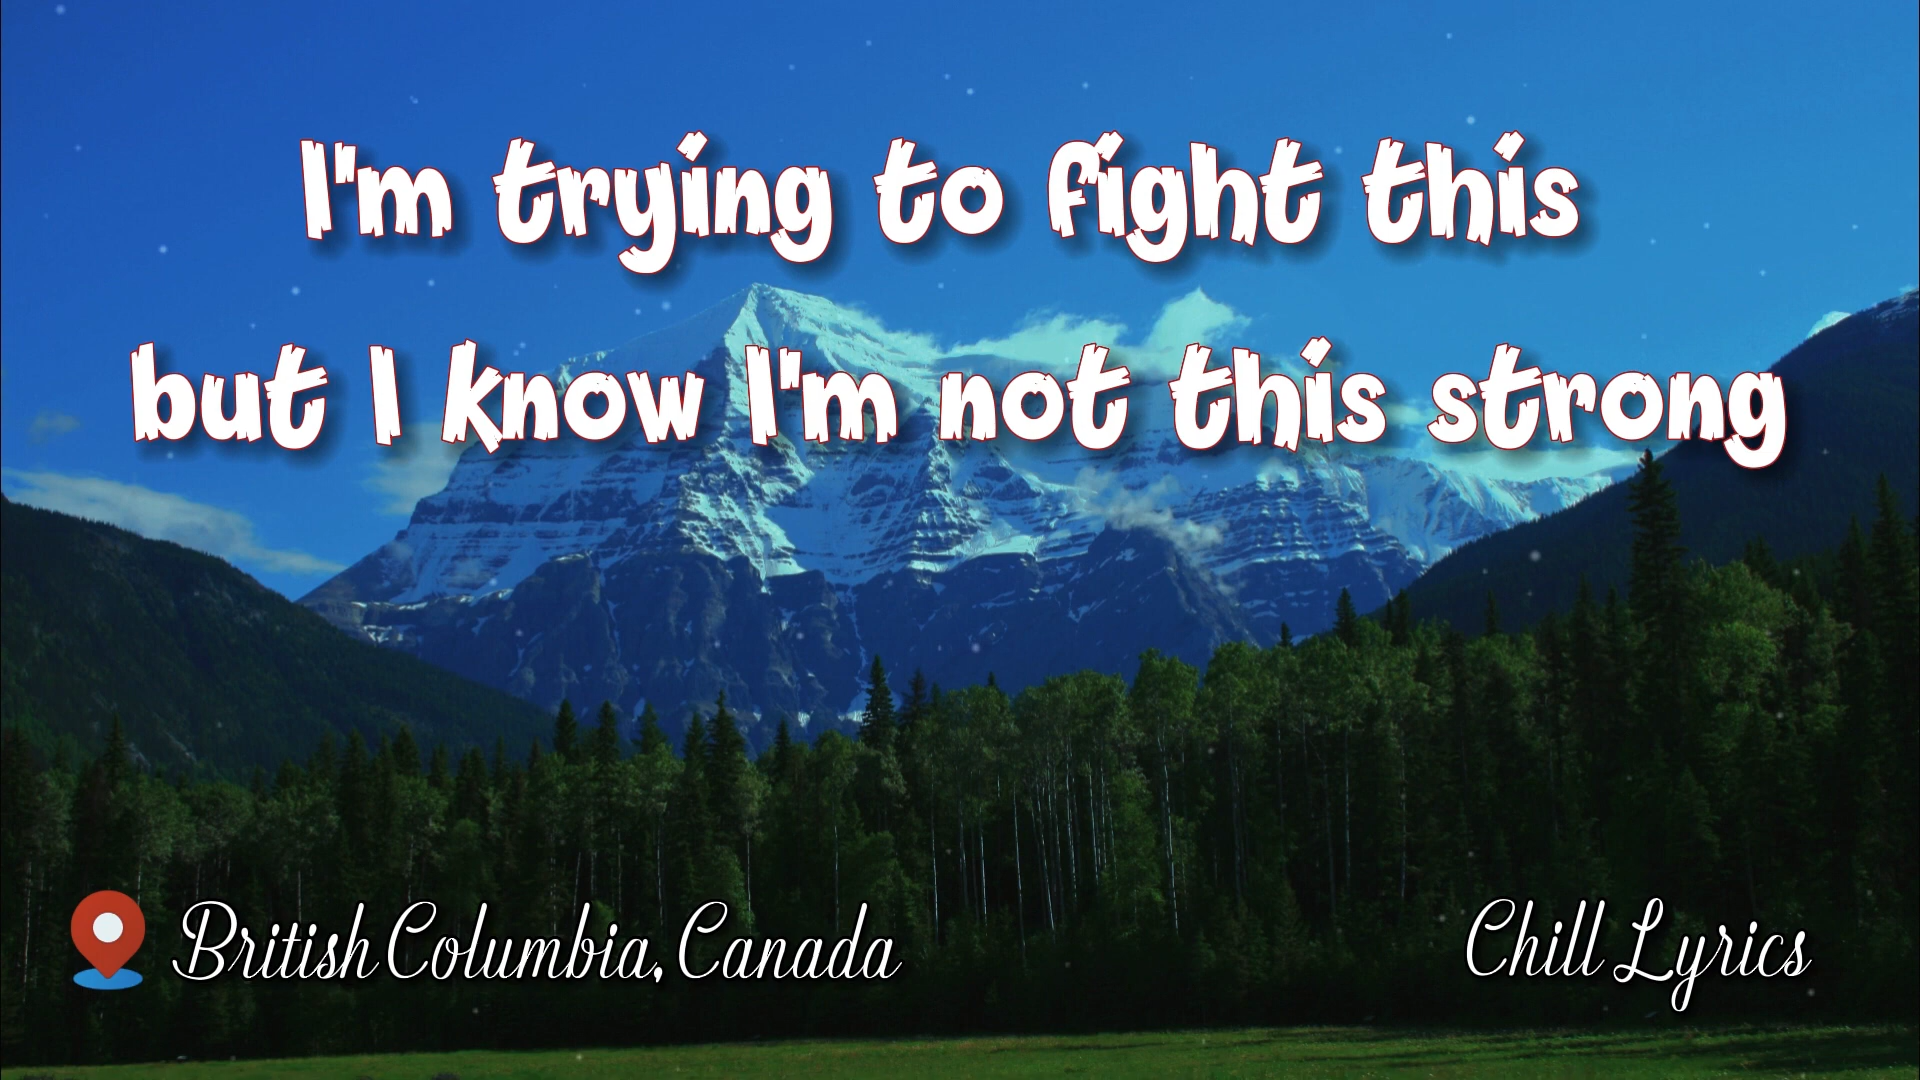 I'm trying to fight this
but I know I'm not this strong
British Columbia, Canada
Chill Lyrics